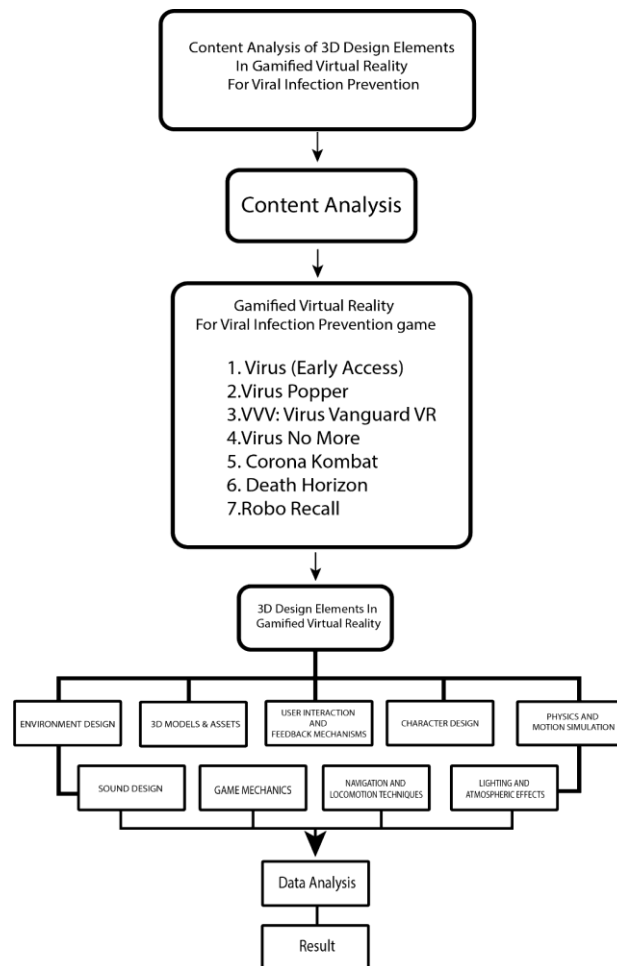 Content Analysis of 3D Design Elements
In Gamified Virtual Reality
For Viral Infection Prevention
Content Analysis
Gamified Virtual Reality
For Viral Infection Prevention game
1. Virus (Early Access)
2.Virus Popper
3.VVV: Virus Vanguard VR
4.Virus No More
5. Corona Kombat
6. Death Horizon
7.Robo Recall
3D Design Elements In
Gamified Virtual Reality
ENVIRONMENT DESIGN
3D MODELS & ASSETS
USER INTERACTION
AND
FEEDBACK MECHANISMS
CHARACTER DESIGN
PHYSICS AND
MOTION SIMULATION
SOUND DESIGN
GAME MECHANICS
NAVIGATION AND
LOCOMOTION TECHNIQUES
LIGHTING AND
ATMOSPHERIC EFFECTS
Data Analysis
Result